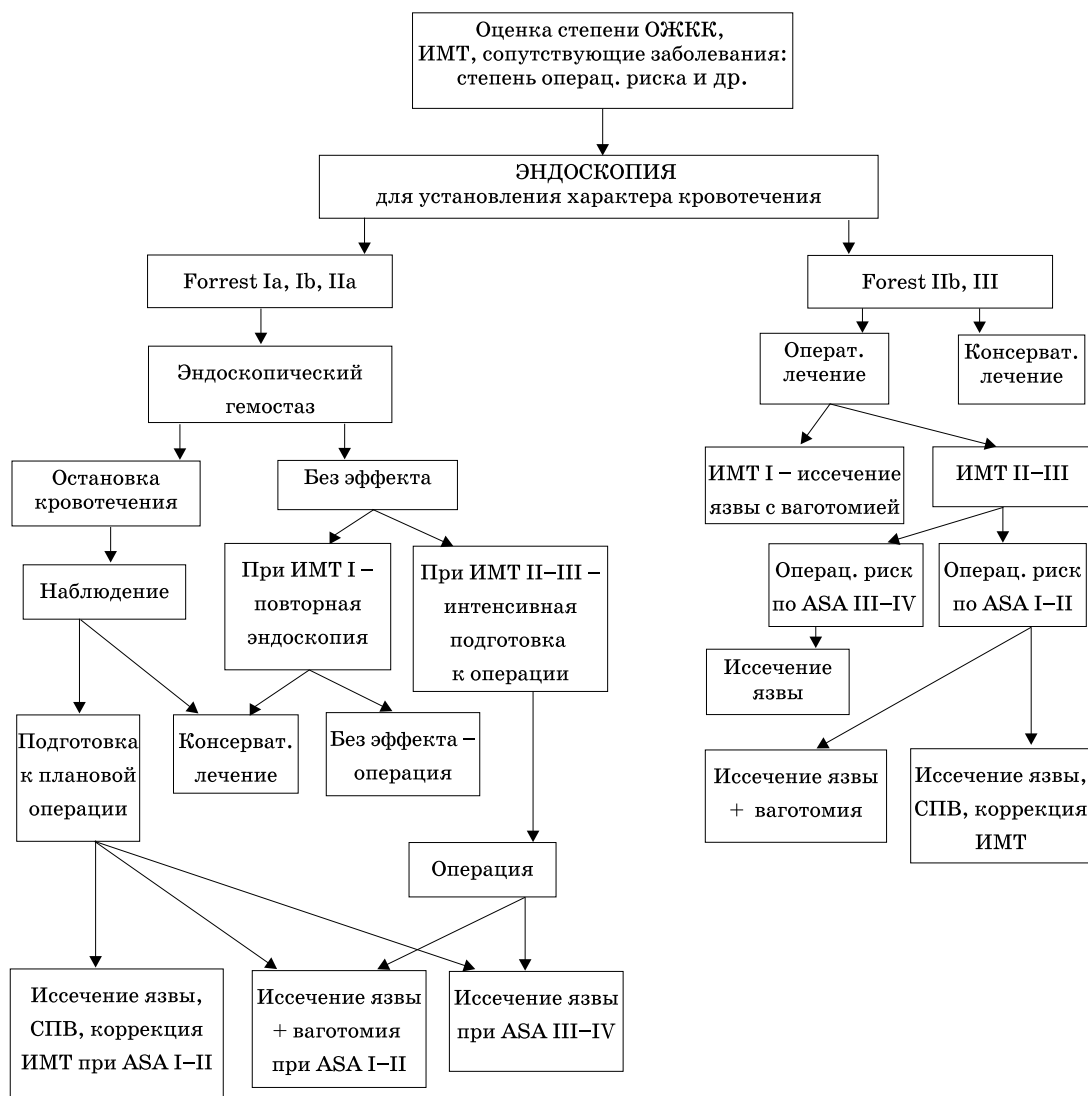 Оценка степени ОЖКК,
ИМТ, сопутствующие заболевания:
степень операц. риска и др.
ЭНДОСКОПИЯ
для установления характера кровотечения
Forrest Ia, Ib, IIa
Forest IIb, III
Эндоскопический
гемостаз
Операт.
лечение
Консерват.
лечение
Остановка
кровотечения
Без эффекта
ИМТ I – иссечение
язвы с ваготомией
ИМТ II–III
Наблюдение
При ИМТ I –
повторная
эндоскопия
При ИМТ II–III –
интенсивная
подготовка
к операции
Операц. риск
по ASA III–IV
Операц. риск
по ASA I–II
Иссечение
язвы
Подготовка
к плановой
операции
Консерват.
лечение
Без эффекта –
операция
Иссечение язвы
+ ваготомия
Иссечение язвы,
СПВ, коррекция
ИМТ
Операция
Иссечение язвы,
СПВ, коррекция
ИМТ при ASA I–II
Иссечение язвы
+ ваготомия
при ASA I–II
Иссечение язвы
при ASA III–IV